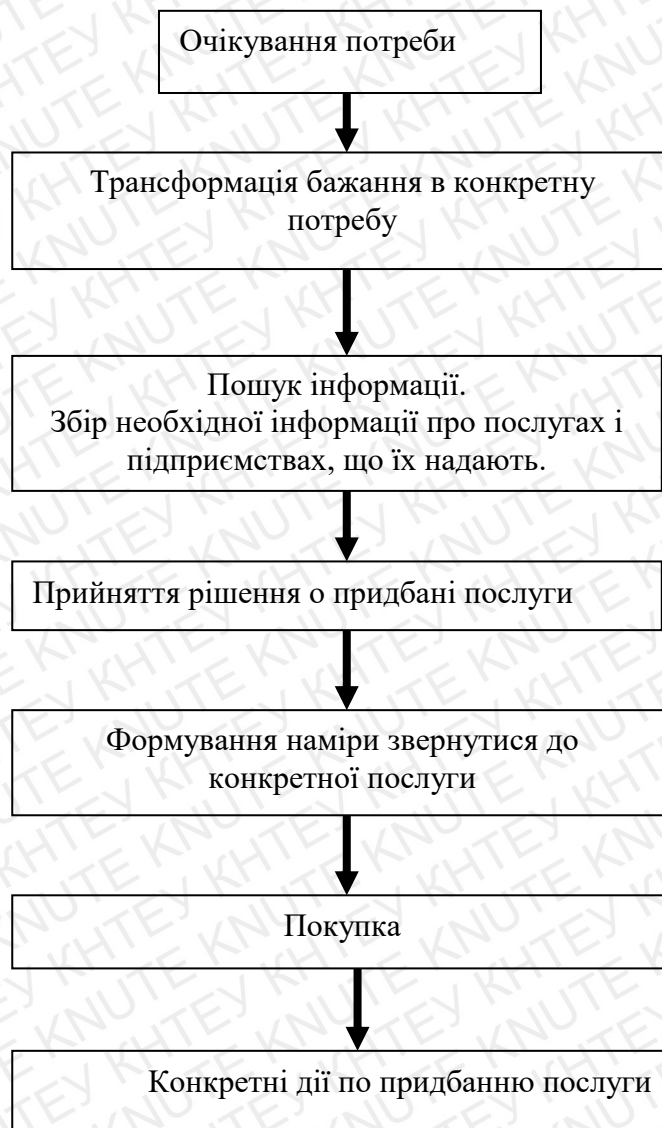 Очікування потреби
Трансформація бажання в конкретну
потребу
Пошук інформації.
Збір необхідної інформації про послугах і
підприємствах, що їх надають.
Прийняття рішення о придбані послуги
Формування наміри звернутися до
конкретної послуги
Покупка
Конкретні дії по придбанню послуги